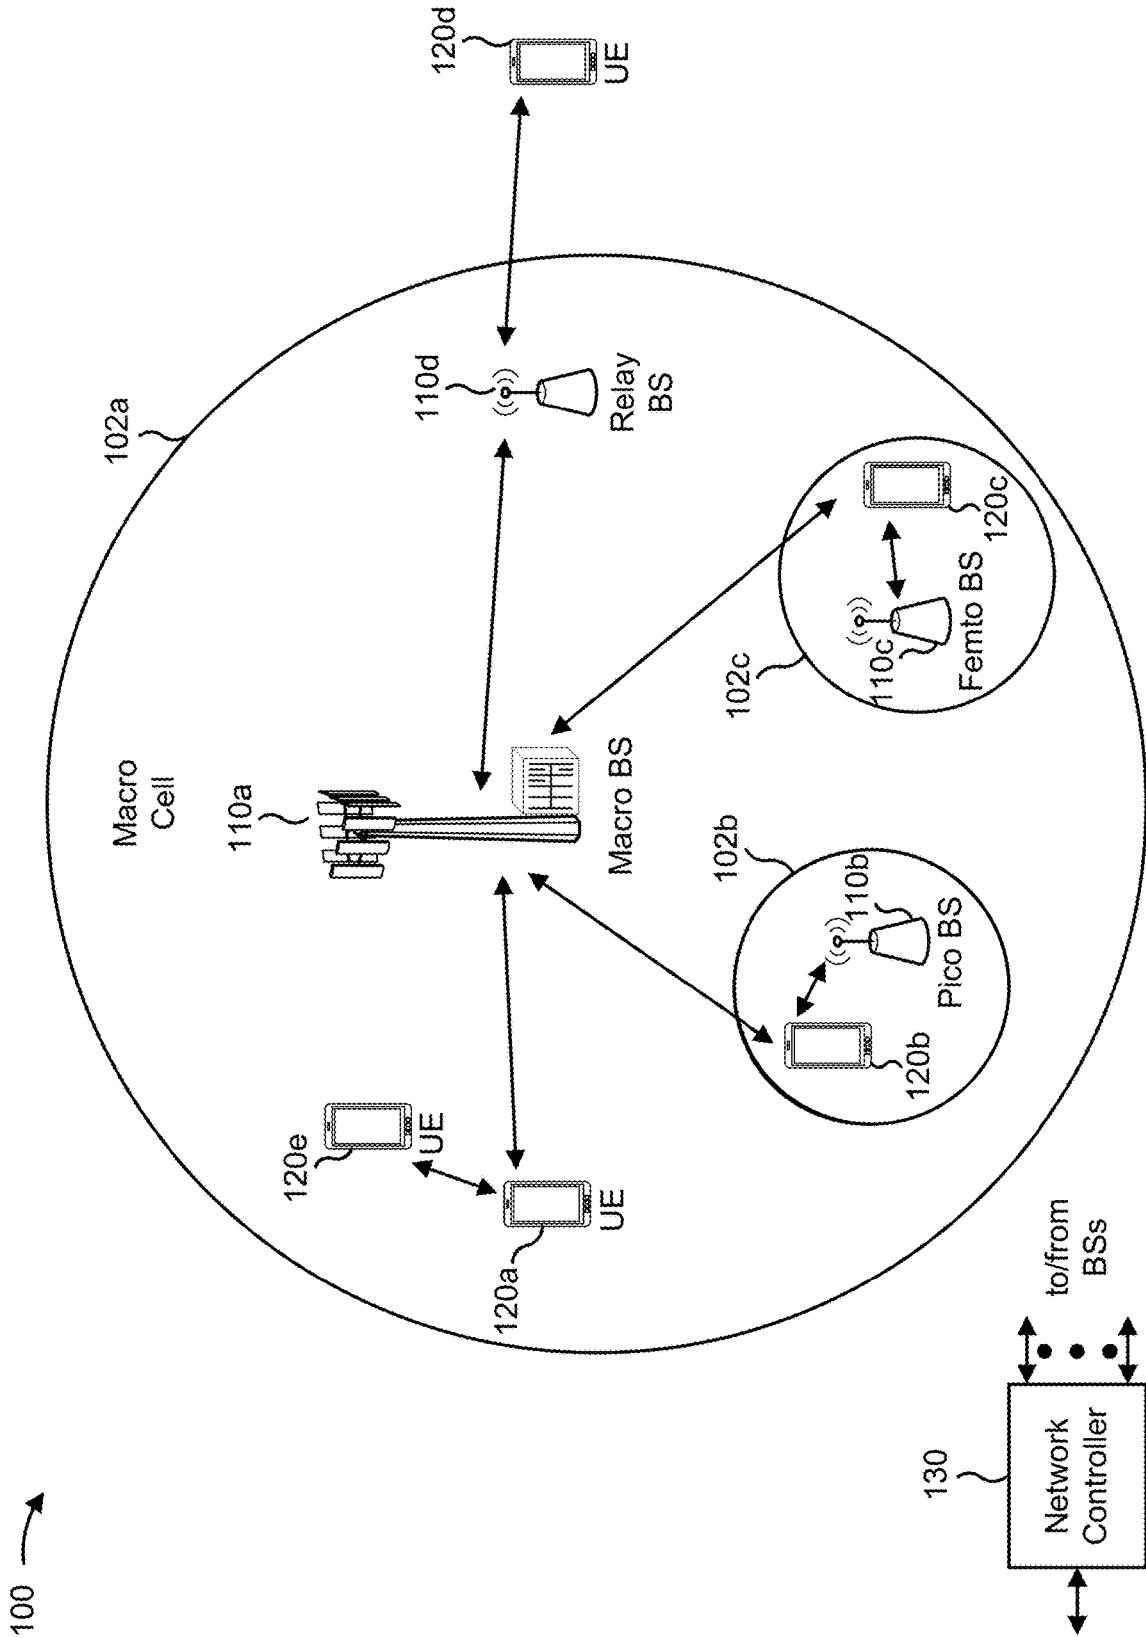 100
Macro
Cell
102a
110a
120d
UE
110d
120e
UE
Relay
BS
120a
UE
Macro BS
102b
102c
110b
110c
120c
120b
Pico BS
Femto BS
130
Network
Controller
to/from
BSs